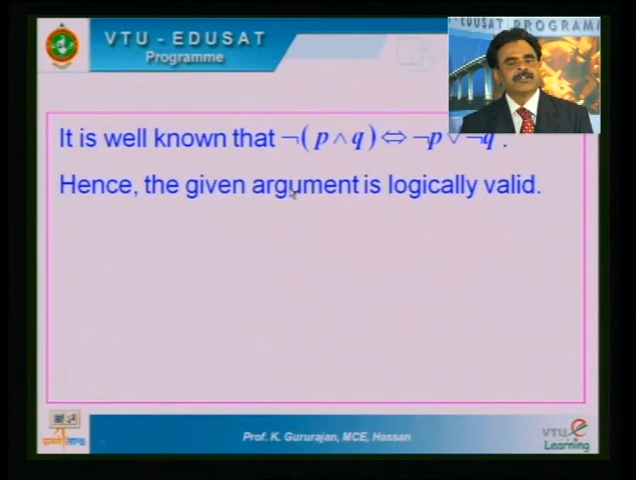 VTU - EDUSAT
Programme
EDUSAT PROGRAMM
It is well known that ¬(p∧q)⇔¬p∨¬q.
Hence, the given argument is logically valid.
Prof. K. Gururajan, MCE, Hassan
VTU e
Learning